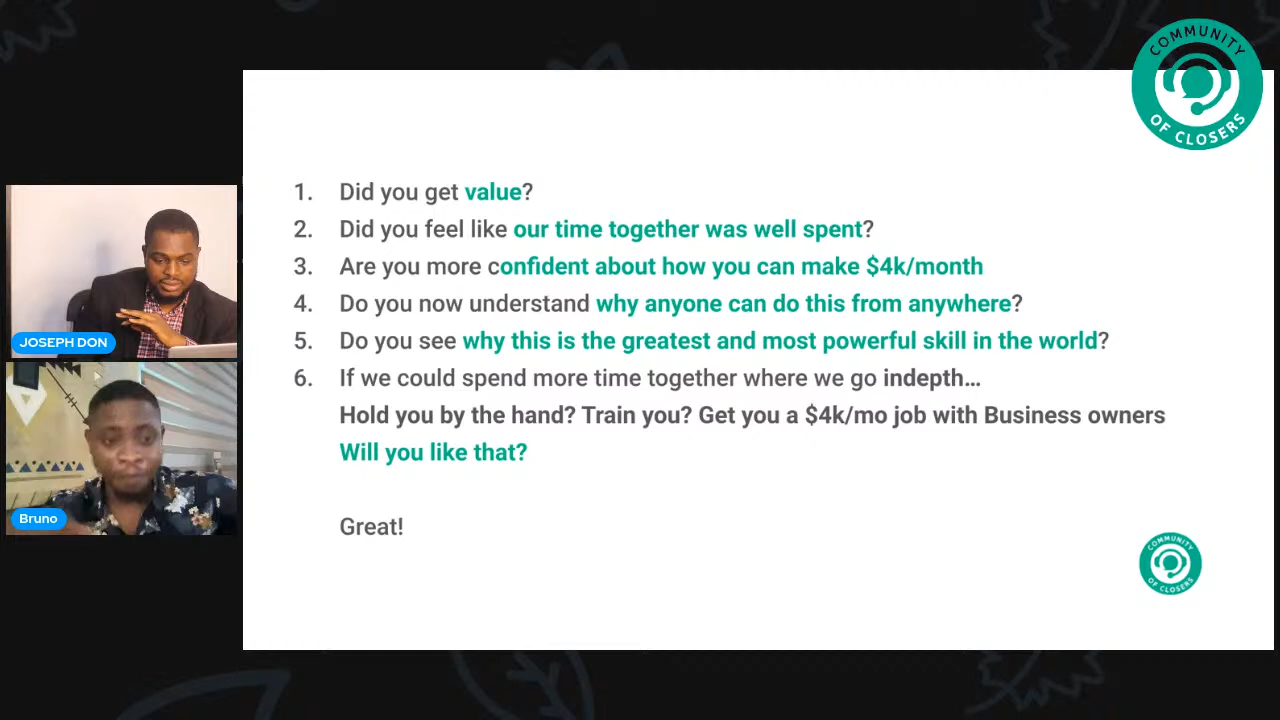 COMMUNITY
OF CLOSERS
1. Did you get value?
2. Did you feel like our time together was well spent?
3. Are you more confident about how you can make $4k/month
4. Do you now understand why anyone can do this from anywhere?
5. Do you see why this is the greatest and most powerful skill in the world?
6. If we could spend more time together where we go indepth...
Hold you by the hand? Train you? Get you a $4k/mo job with Business owners
Will you like that?
Great!
JOSEPH DON
Bruno
COMMUNITY
OF CLOSERS